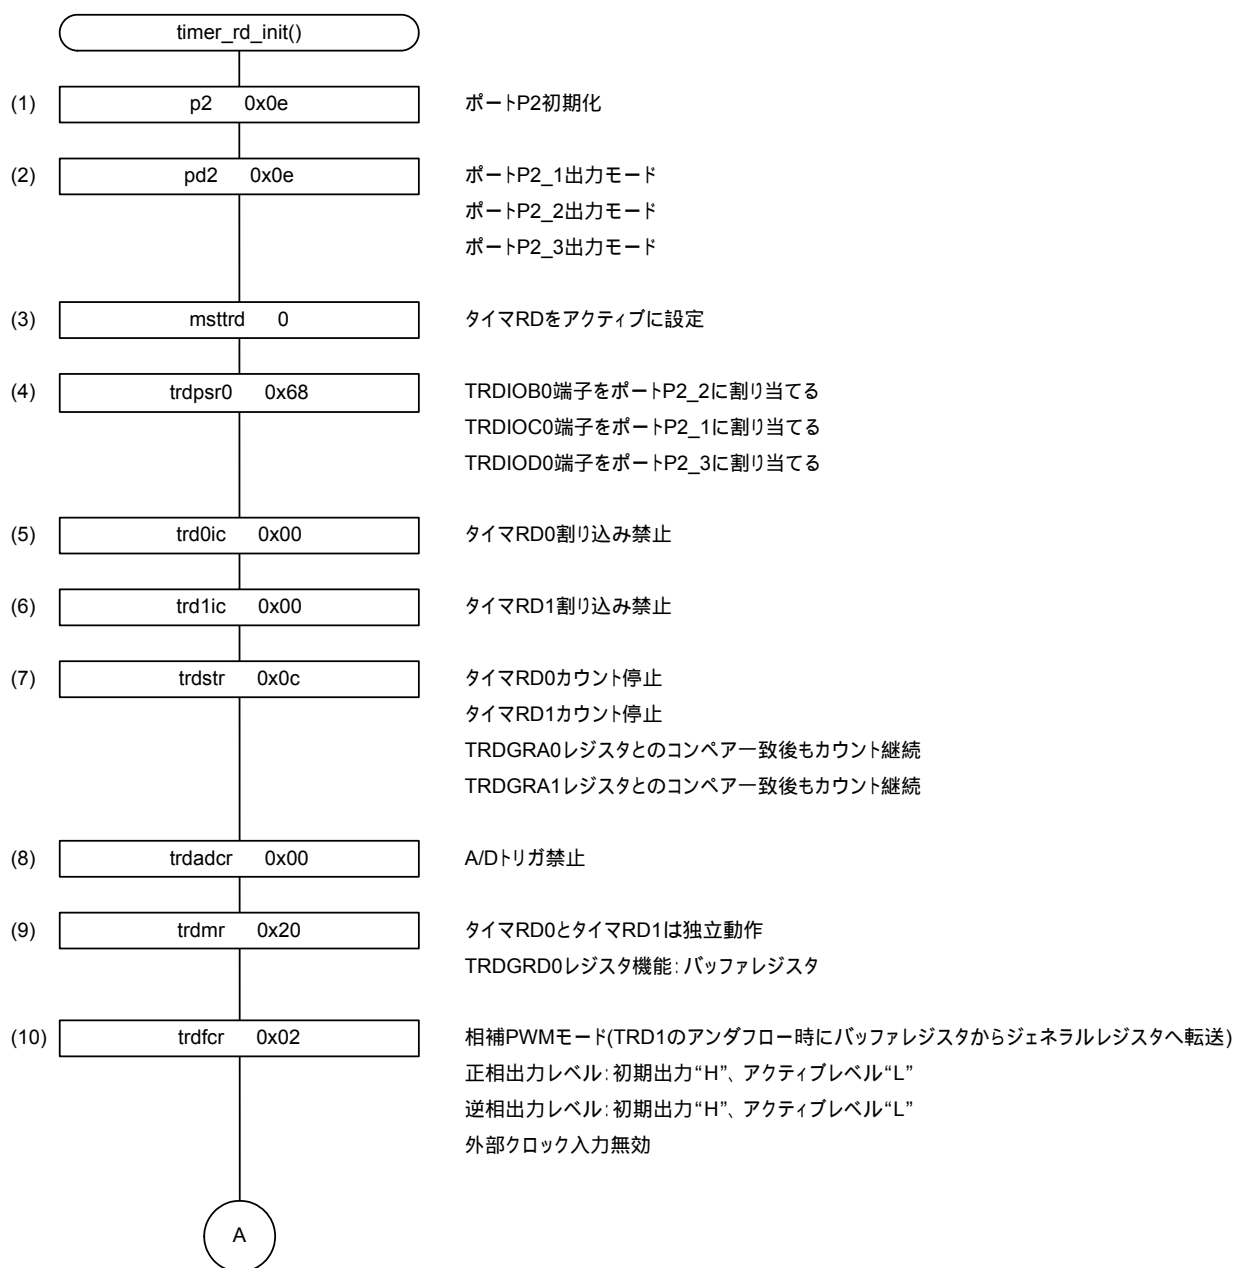 timer_rd_init()
(1) p2 0x0e ポートP2初期化
(2) pd2 0x0e ポートP2_1出力モード
ポートP2_2出力モード
ポートP2_3出力モード
(3) msttrd 0 タイマRDをアクティブに設定
(4) trdpsr0 0x68 TRDIOB0端子をポートP2_2に割り当てる
TRDIOC0端子をポートP2_1に割り当てる
TRDIOD0端子をポートP2_3に割り当てる
(5) trd0ic 0x00 タイマRD0割り込み禁止
(6) trd1ic 0x00 タイマRD1割り込み禁止
(7) trdstr 0x0c タイマRD0カウント停止
タイマRD1カウント停止
TRDGRA0レジスタとのコンペア一致後もカウント継続
TRDGRA1レジスタとのコンペア一致後もカウント継続
(8) trdadcr 0x00 A/Dトリガ禁止
(9) trdmr 0x20 タイマRD0とタイマRD1は独立動作
TRDGRD0レジスタ機能:バッファレジスタ
(10) trdfcr 0x02 相補PWMモード(TRD1のアンダフロー時にバッファレジスタからジェネラルレジスタへ転送)
正相出力レベル:初期出力“H”、アクティブレベル“L”
逆相出力レベル:初期出力“H”、アクティブレベル“L”
外部クロック入力無効
A